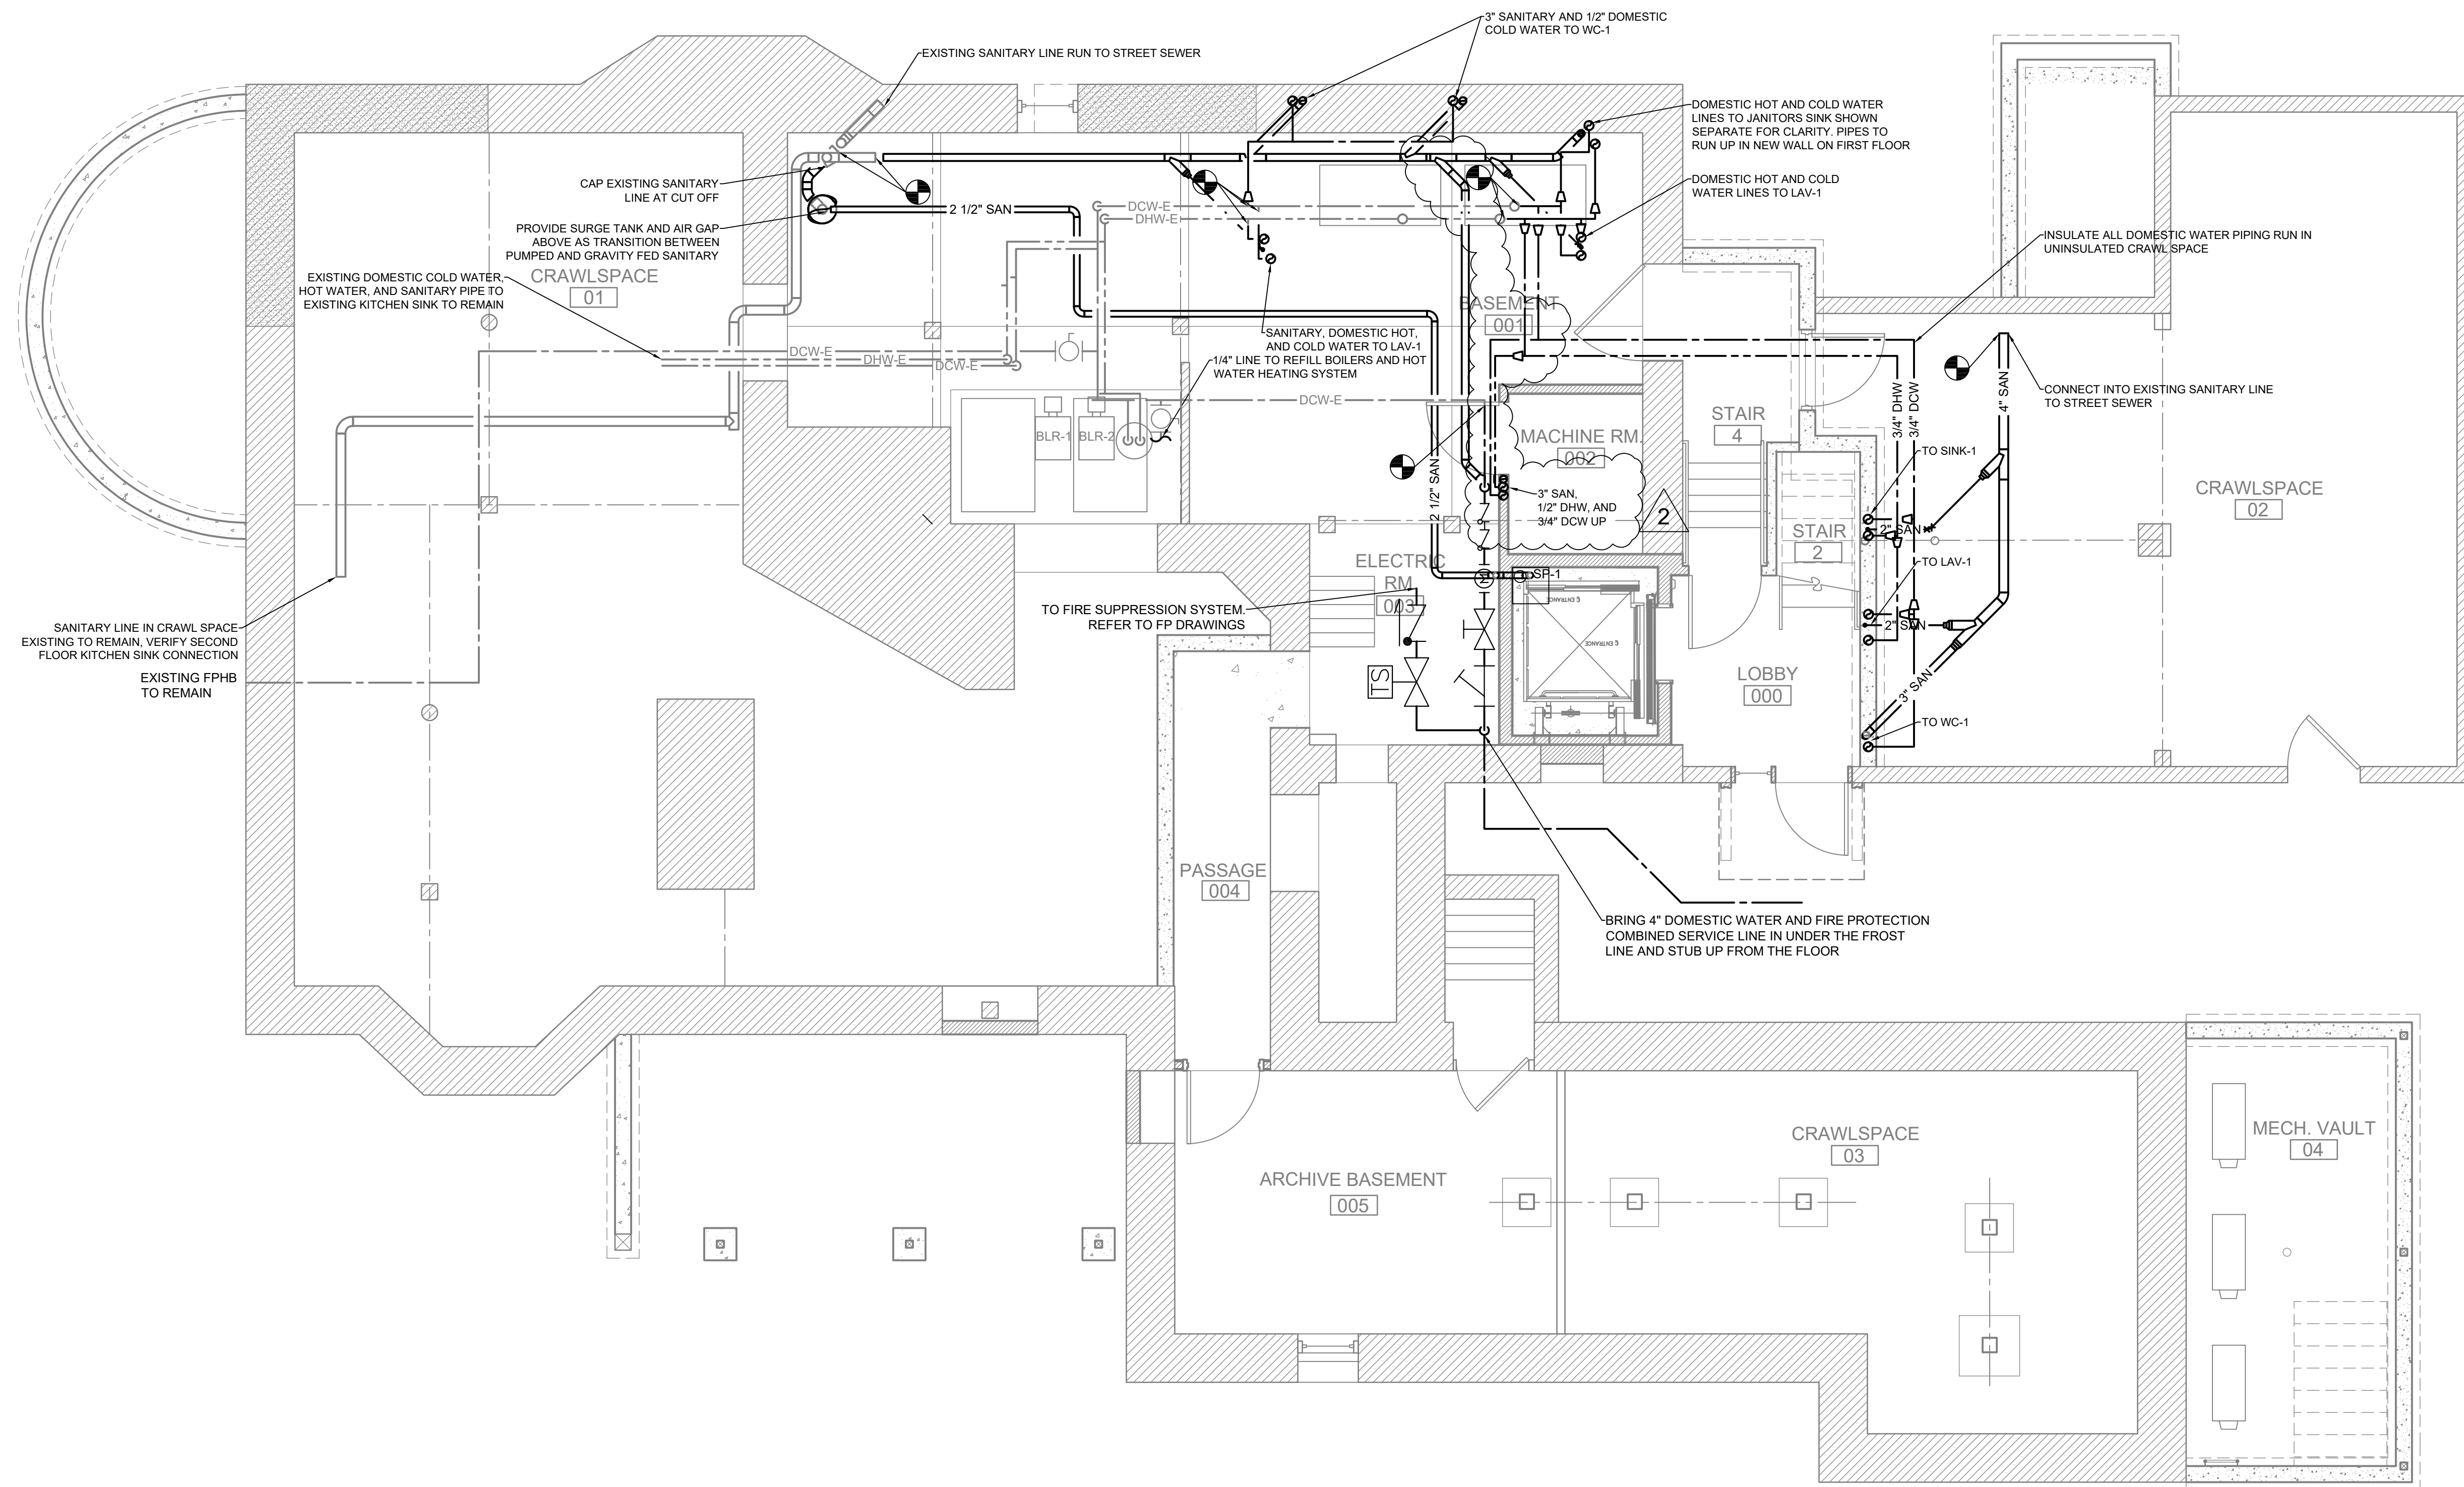 3" SANITARY AND 1/2" DOMESTIC
COLD WATER TO WC-1
EXISTING SANITARY LINE RUN TO STREET SEWER
DOMESTIC HOT AND COLD WATER
LINES TO JANITORS SINK SHOWN
SEPARATE FOR CLARITY. PIPES TO
RUN UP IN NEW WALL ON FIRST FLOOR
CAP EXISTING SANITARY
LINE AT CUT OFF
DOMESTIC HOT AND COLD
WATER LINES TO LAV-1
2 1/2" SAN
DCW-E
DHW-E
PROVIDE SURGE TANK AND AIR GAP
ABOVE AS TRANSITION BETWEEN
PUMPED AND GRAVITY FED SANITARY
INSULATE ALL DOMESTIC WATER PIPING RUN IN
UNINSULATED CRAWL SPACE
CRAWLSPACE
01
EXISTING DOMESTIC COLD WATER,
HOT WATER, AND SANITARY PIPE TO
EXISTING KITCHEN SINK TO REMAIN
BASEMENT
001
SANITARY, DOMESTIC HOT,
AND COLD WATER TO LAV-1
1/4" LINE TO REFILL BOILERS AND HOT
WATER HEATING SYSTEM
DCW-E
DHW-E
DCW-E
DCW-E
CONNECT INTO EXISTING SANITARY LINE
TO STREET SEWER
3/4" DHW
3/4" DCW
4" SAN
STAIR
4
BLR-1
BLR-2
MACHINE RM.
002
TO SINK-1
2 1/2" SAN
3" SAN,
1/2" DHW, AND
3/4" DCW UP
2
CRAWLSPACE
02
STAIR
2
2" SAN
ELECTRIC
RM
003
SP-1
TO LAV-1
TO FIRE SUPPRESSION SYSTEM.
REFER TO FP DRAWINGS
℄ ENTRANCE
℄ ENTRANCE
2" SAN
SANITARY LINE IN CRAWL SPACE
EXISTING TO REMAIN, VERIFY SECOND
FLOOR KITCHEN SINK CONNECTION
EXISTING FPHB
TO REMAIN
TS
LOBBY
000
3" SAN
TO WC-1
PASSAGE
004
BRING 4" DOMESTIC WATER AND FIRE PROTECTION
COMBINED SERVICE LINE IN UNDER THE FROST
LINE AND STUB UP FROM THE FLOOR
CRAWLSPACE
03
MECH. VAULT
04
ARCHIVE BASEMENT
005